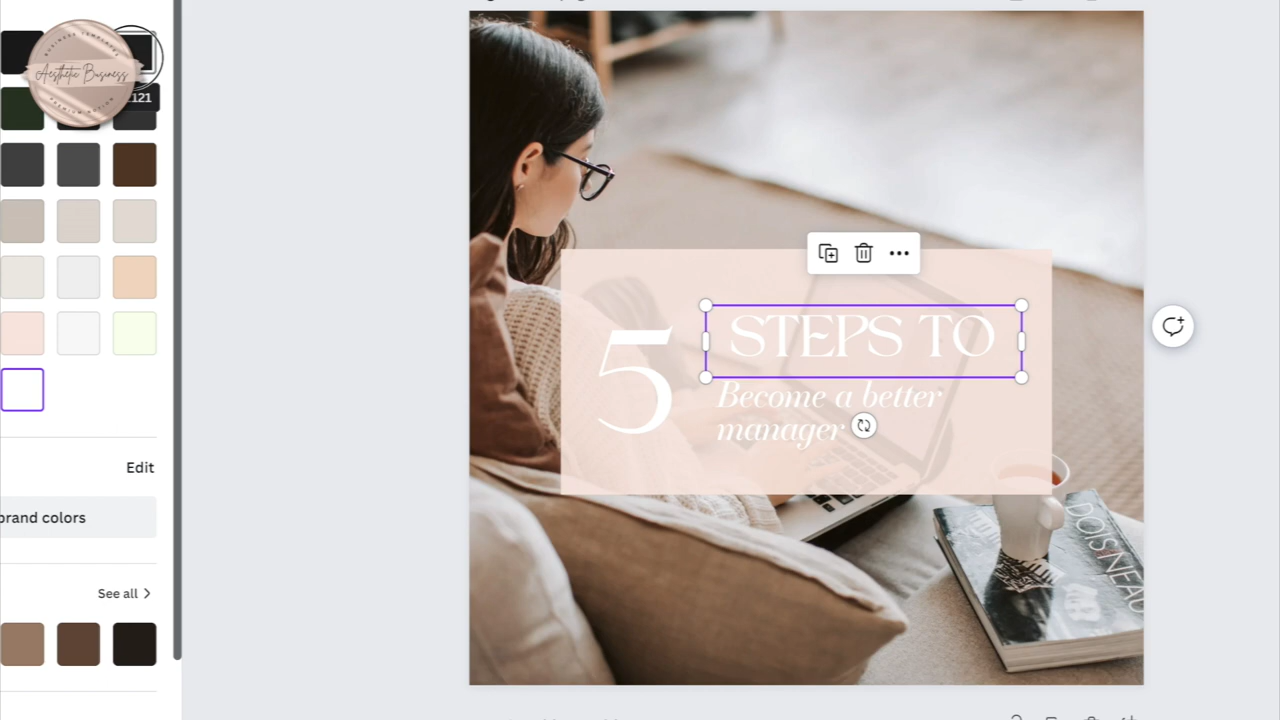 Aesthetic Business
121
Edit
brand colors
See all
5
STEPS TO
Become a better
manager
DOISNEAU